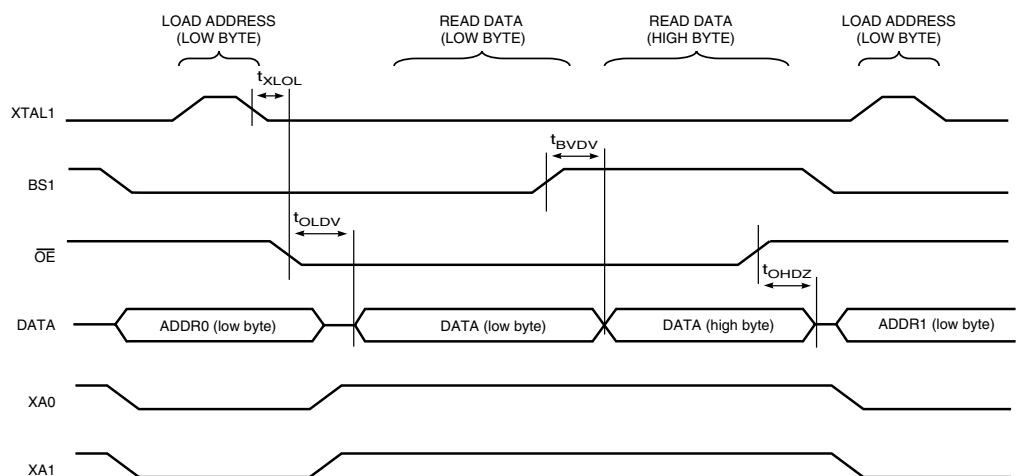 LOAD ADDRESS
(LOW BYTE)
READ DATA
(LOW BYTE)
READ DATA
(HIGH BYTE)
LOAD ADDRESS
(LOW BYTE)
tXLOL
XTAL1
tBVDV
BS1
tOLDV
OE
tOHDZ
DATA
ADDR0 (low byte)
DATA (low byte)
DATA (high byte)
ADDR1 (low byte)
XA0
XA1